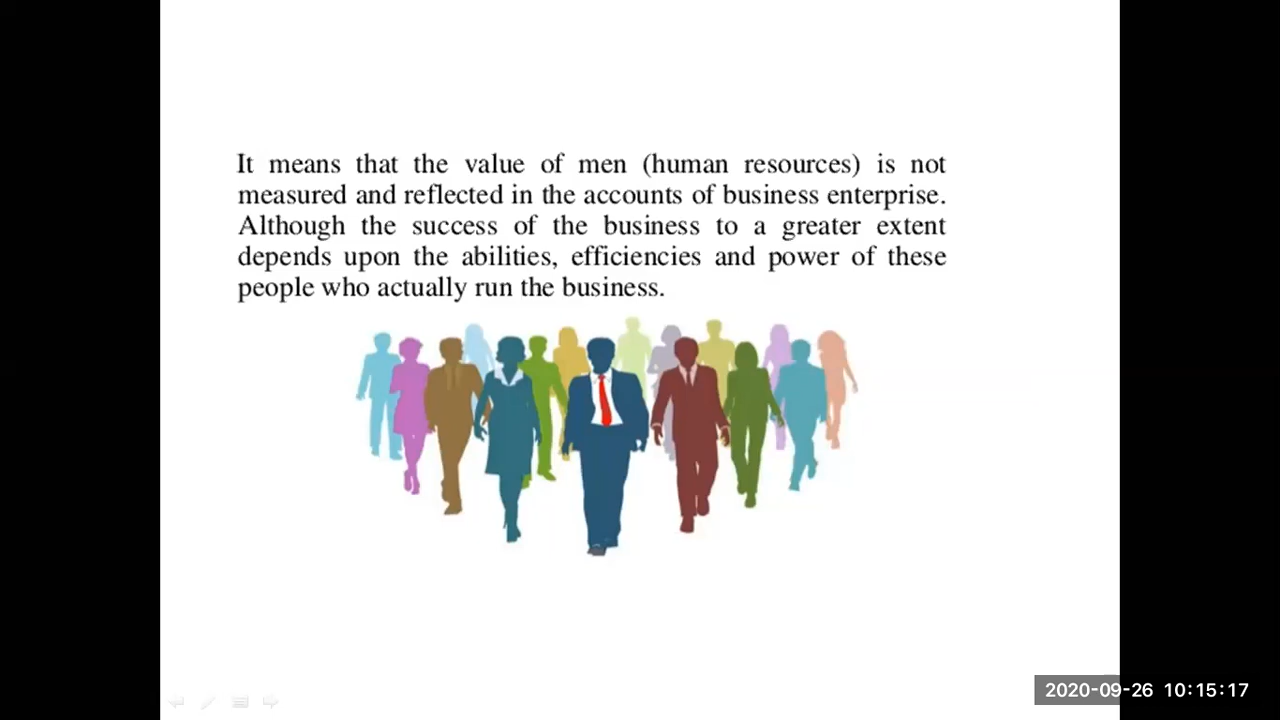 It means that the value of men (human resources) is not
measured and reflected in the accounts of business enterprise.
Although the success of the business to a greater extent
depends upon the abilities, efficiencies and power of these
people who actually run the business.
2020-09-26 10:15:17